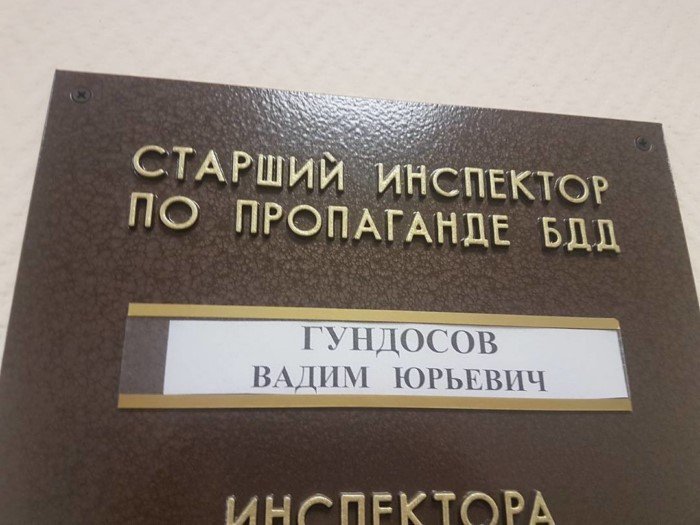 СТАРШИЙ ИНСПЕКТОР
ПО ПРОПАГАНДЕ БДД
ГУНДОСОВ
ВАДИМ ЮРЬЕВИЧ
ИНСПЕКТОРА